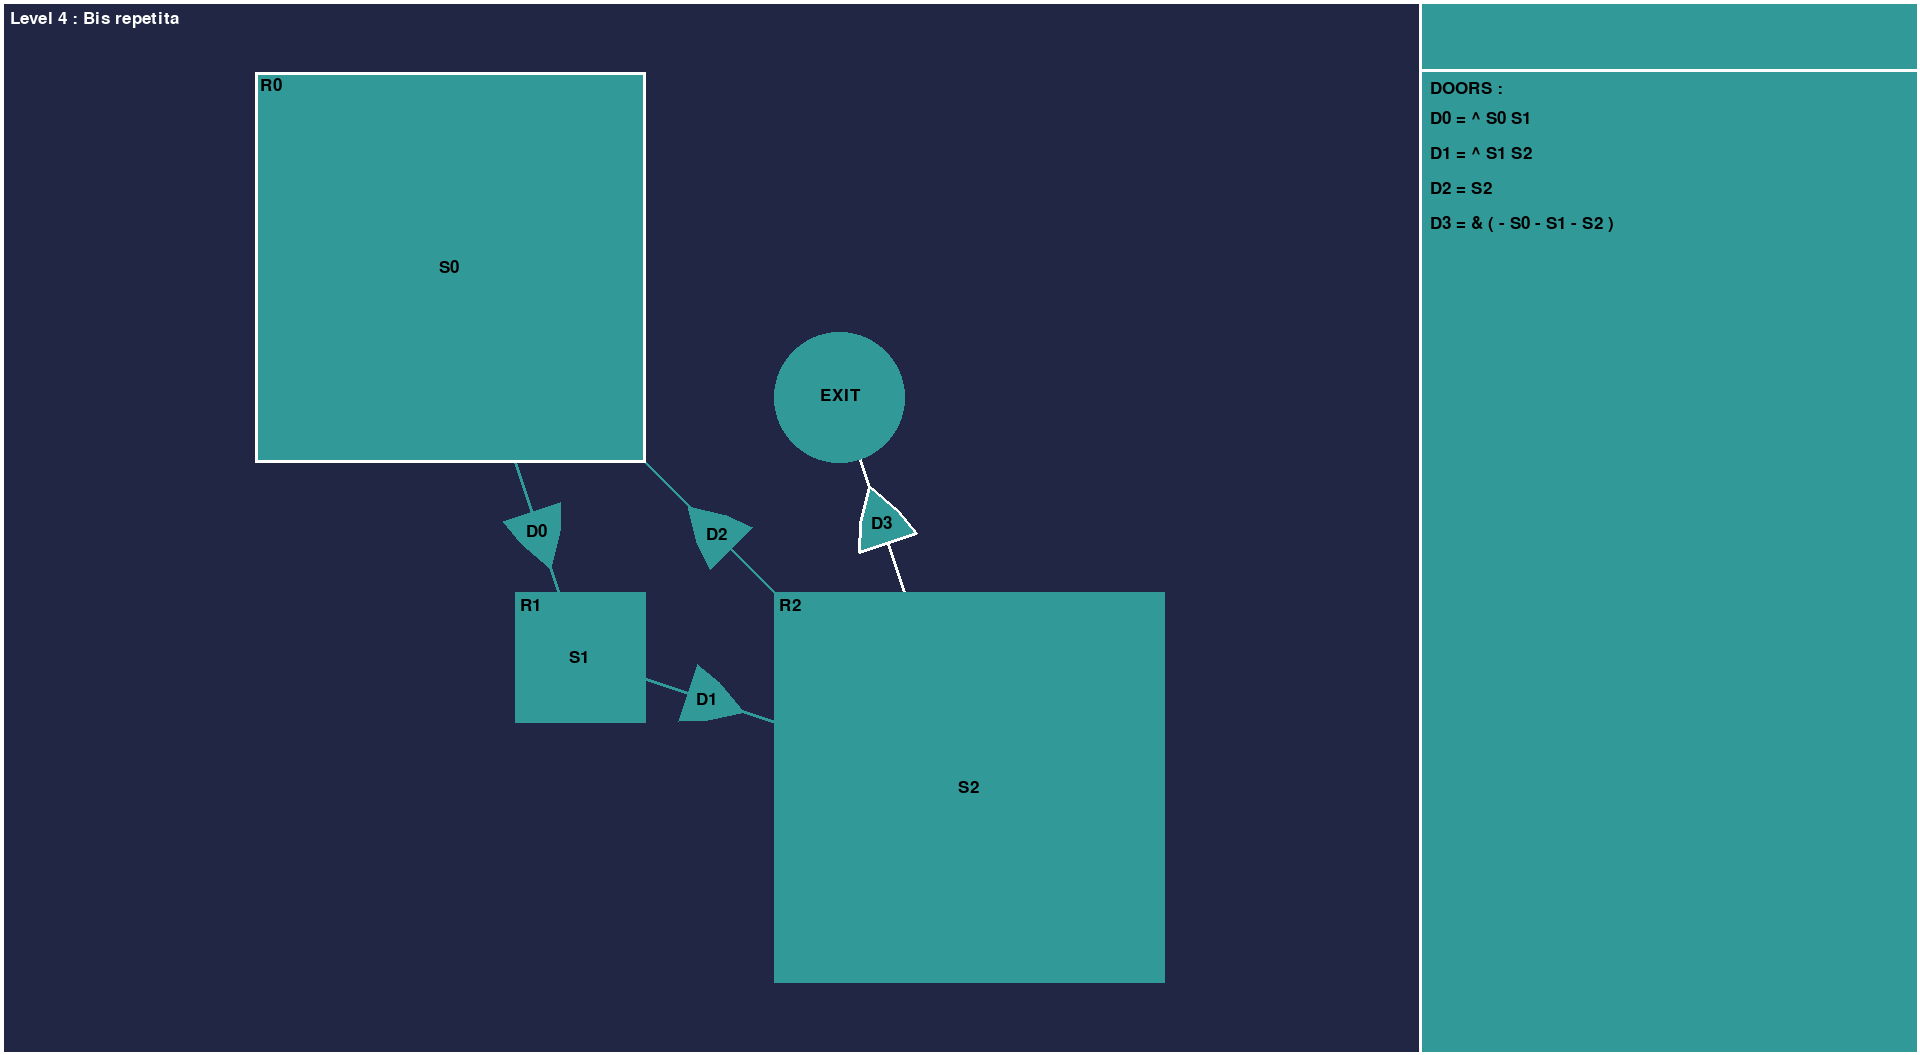 Level 4 : Bis repetita
R0
S0
EXIT
D0
D2
D3
R1
S1
D1
R2
S2
DOORS :
D0 = ^ S0 S1
D1 = ^ S1 S2
D2 = S2
D3 = & ( - S0 - S1 - S2 )